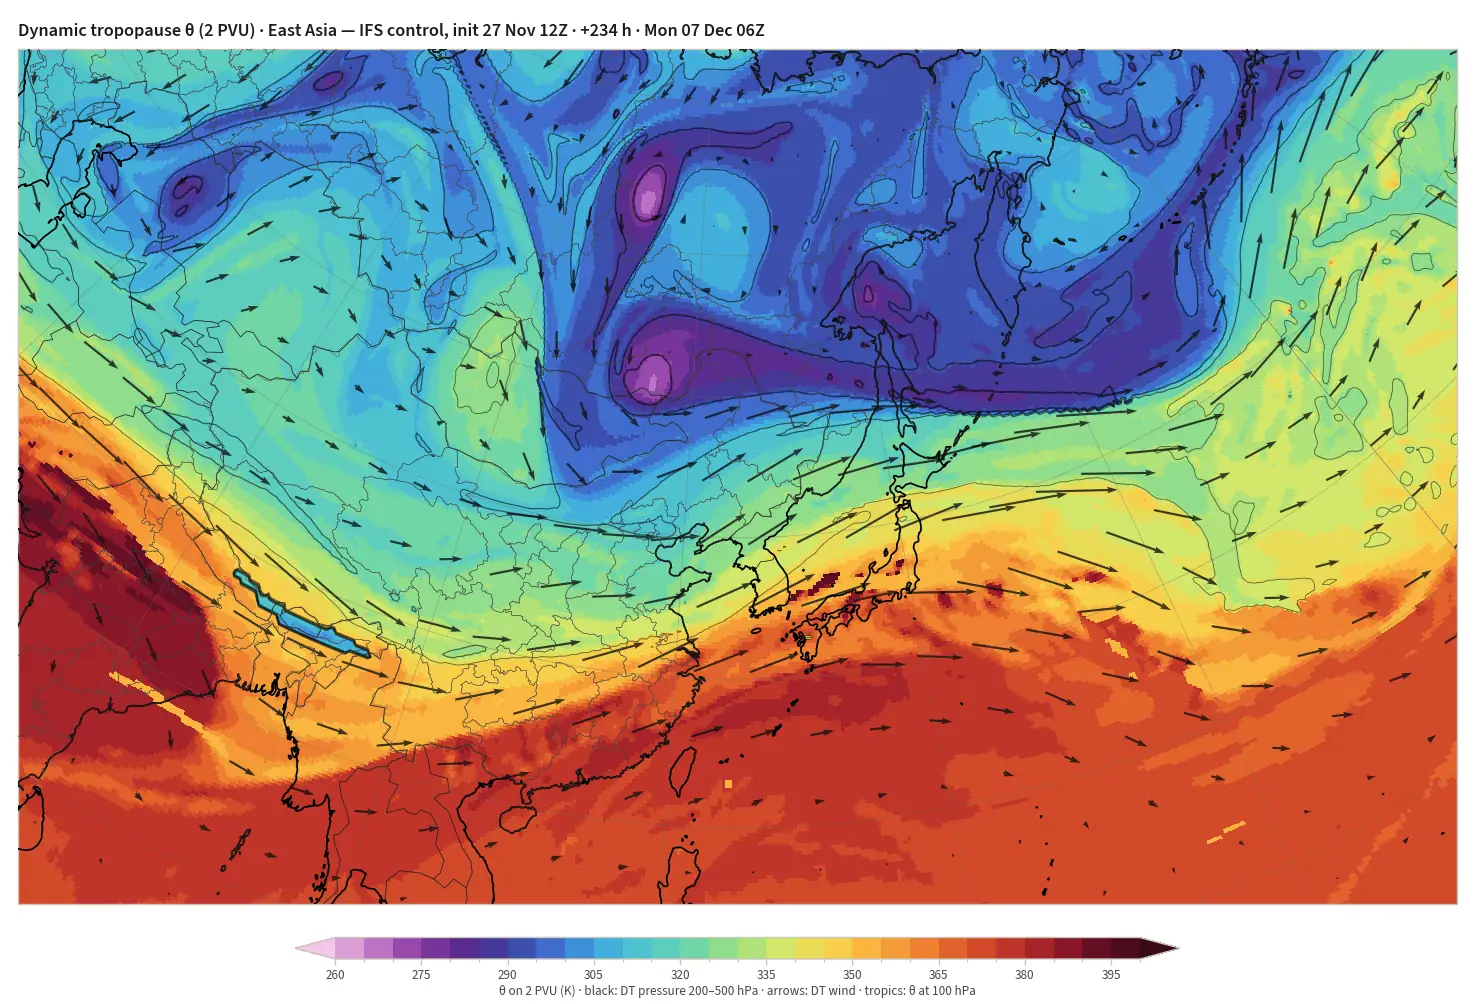 Dynamic tropopause θ (2 PVU) · East Asia — IFS control, init 27 Nov 12Z · +234 h · Mon 07 Dec 06Z
260 275 290 305 320 335 350 365 380 395
θ on 2 PVU (K) · black: DT pressure 200–500 hPa · arrows: DT wind · tropics: θ at 100 hPa